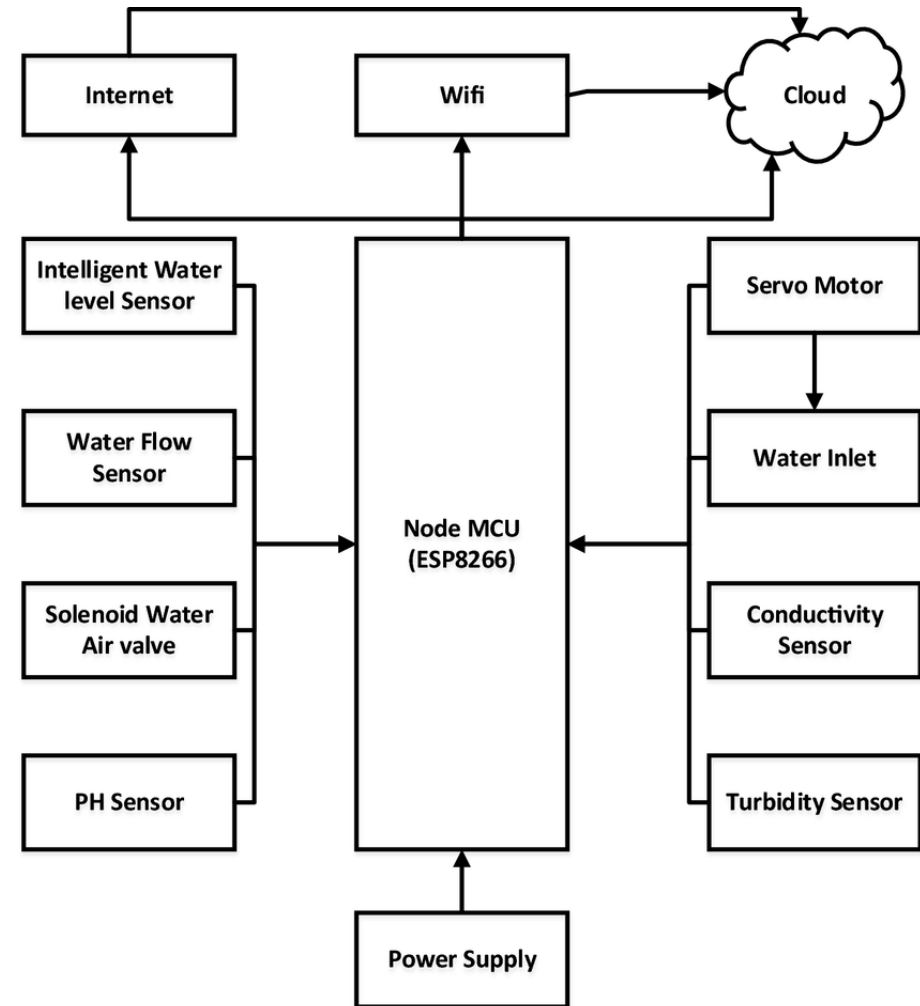 Internet
Wifi
Cloud
Intelligent Water
level Sensor
Servo Motor
Water Flow
Sensor
Water Inlet
Node MCU
(ESP8266)
Solenoid Water
Air valve
Conductivity
Sensor
PH Sensor
Turbidity Sensor
Power Supply